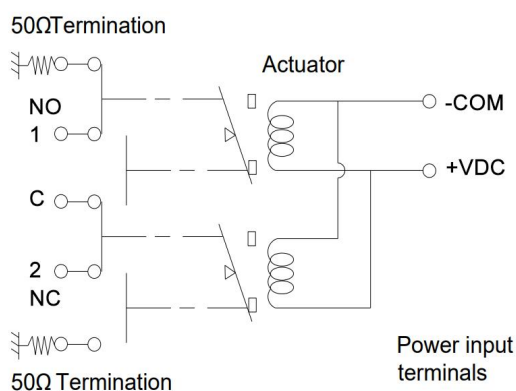 50ΩTermination
Actuator
NO
1
-COM
+VDC
C
2
NC
50Ω Termination
Power input
terminals